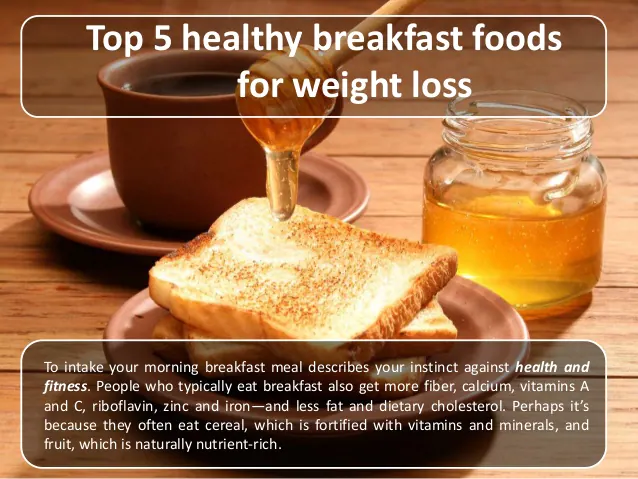 Top 5 healthy breakfast foods
for weight loss
To intake your morning breakfast meal describes your instinct against health and
fitness. People who typically eat breakfast also get more fiber, calcium, vitamins A
and C, riboflavin, zinc and iron—and less fat and dietary cholesterol. Perhaps it’s
because they often eat cereal, which is fortified with vitamins and minerals, and
fruit, which is naturally nutrient-rich.